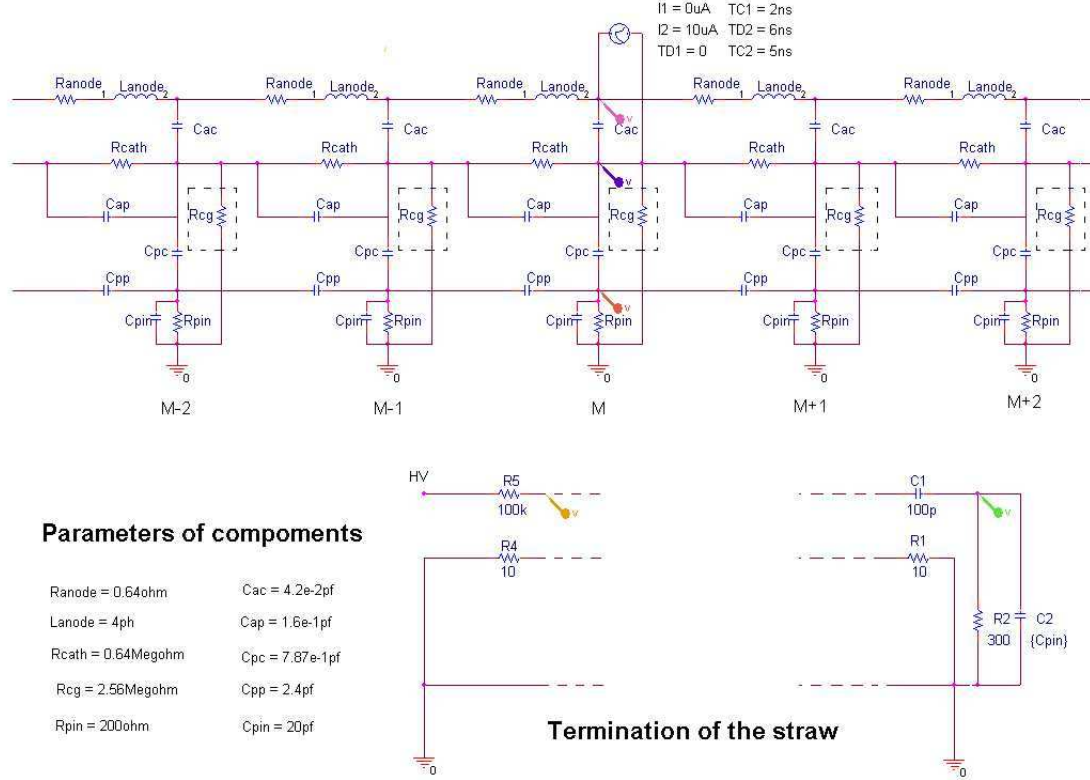 I1 = 0uA TC1 = 2ns
I2 = 10uA TD2 = 6ns
TD1 = 0 TC2 = 5ns
Ranode 1 Lanode 2 Ranode 1 Lanode 2 Ranode 1 Lanode 2 Ranode 1 Lanode 2 Ranode 1 Lanode 2
V
Cac Cac Cac Cac Cac
Rcath Rcath Rcath Rcath Rcath
V
Cap Rcg Cap Rcg Cap Rcg Cap Rcg Cap Rcg
Cpc Cpc Cpc Cpc Cpc
Cpp Cpp Cpp Cpp Cpp
V
Cpin Rpin Cpin Rpin Cpin Rpin Cpin Rpin Cpin Rpin
0 0 0 0 0
M-2 M-1 M M+1 M+2
HV R5 C1
100k V 100p V
R4 R1
10 10
R2 C2
300 {Cpin}
0 0
Parameters of compoments
Ranode = 0.64ohm Cac = 4.2e-2pf
Lanode = 4ph Cap = 1.6e-1pf
Rcath = 0.64Megohm Cpc = 7.87e-1pf
Rcg = 2.56Megohm Cpp = 2.4pf
Rpin = 200ohm Cpin = 20pf
Termination of the straw